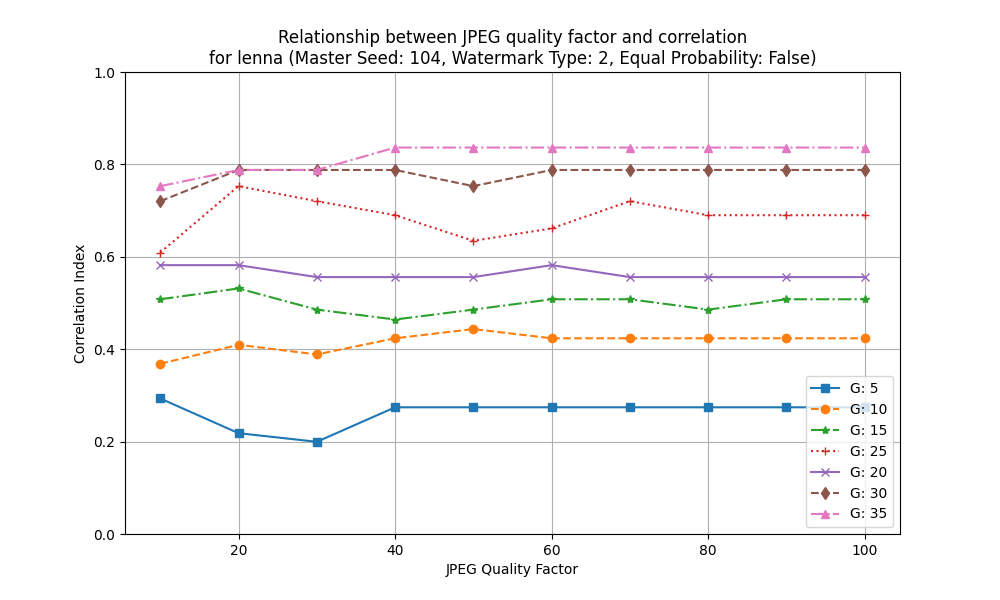 Relationship between JPEG quality factor and correlation
for lenna (Master Seed: 104, Watermark Type: 2, Equal Probability: False)
1.0
0.8
0.6
0.4
0.2
0.0
Correlation Index
20
40
60
80
100
JPEG Quality Factor
G: 5
G: 10
G: 15
G: 25
G: 20
G: 30
G: 35